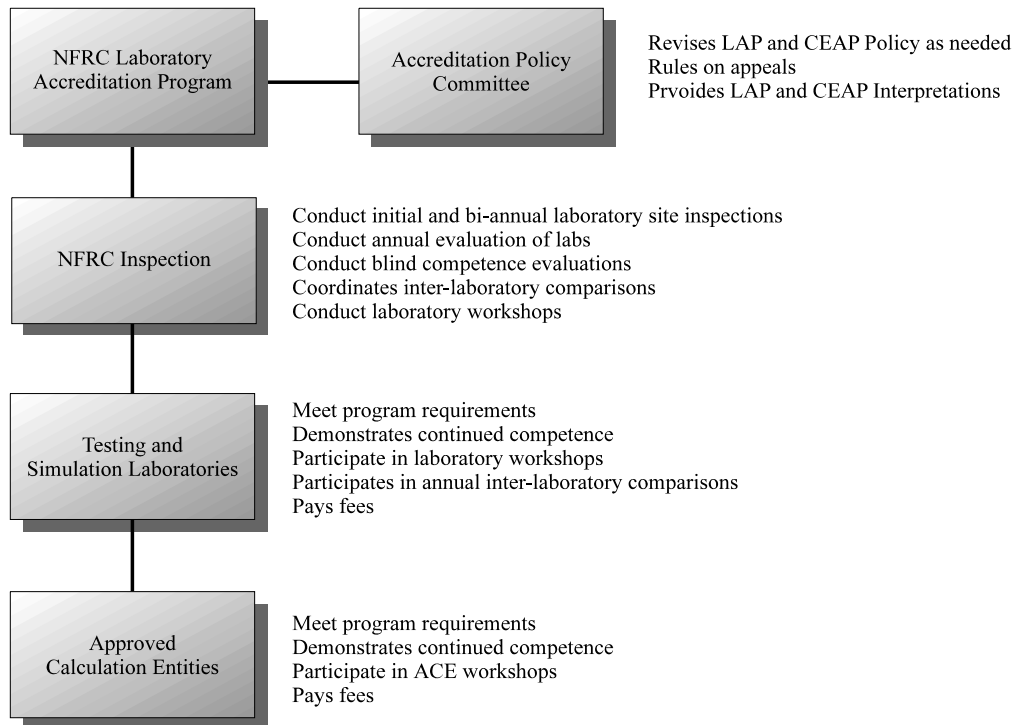 NFRC Laboratory
Accreditation Program
Accreditation Policy
Committee
Revises LAP and CEAP Policy as needed
Rules on appeals
Prvoides LAP and CEAP Interpretations
NFRC Inspection
Conduct initial and bi-annual laboratory site inspections
Conduct annual evaluation of labs
Conduct blind competence evaluations
Coordinates inter-laboratory comparisons
Conduct laboratory workshops
Testing and
Simulation Laboratories
Meet program requirements
Demonstrates continued competence
Participate in laboratory workshops
Participates in annual inter-laboratory comparisons
Pays fees
Approved
Calculation Entities
Meet program requirements
Demonstrates continued competence
Participate in ACE workshops
Pays fees